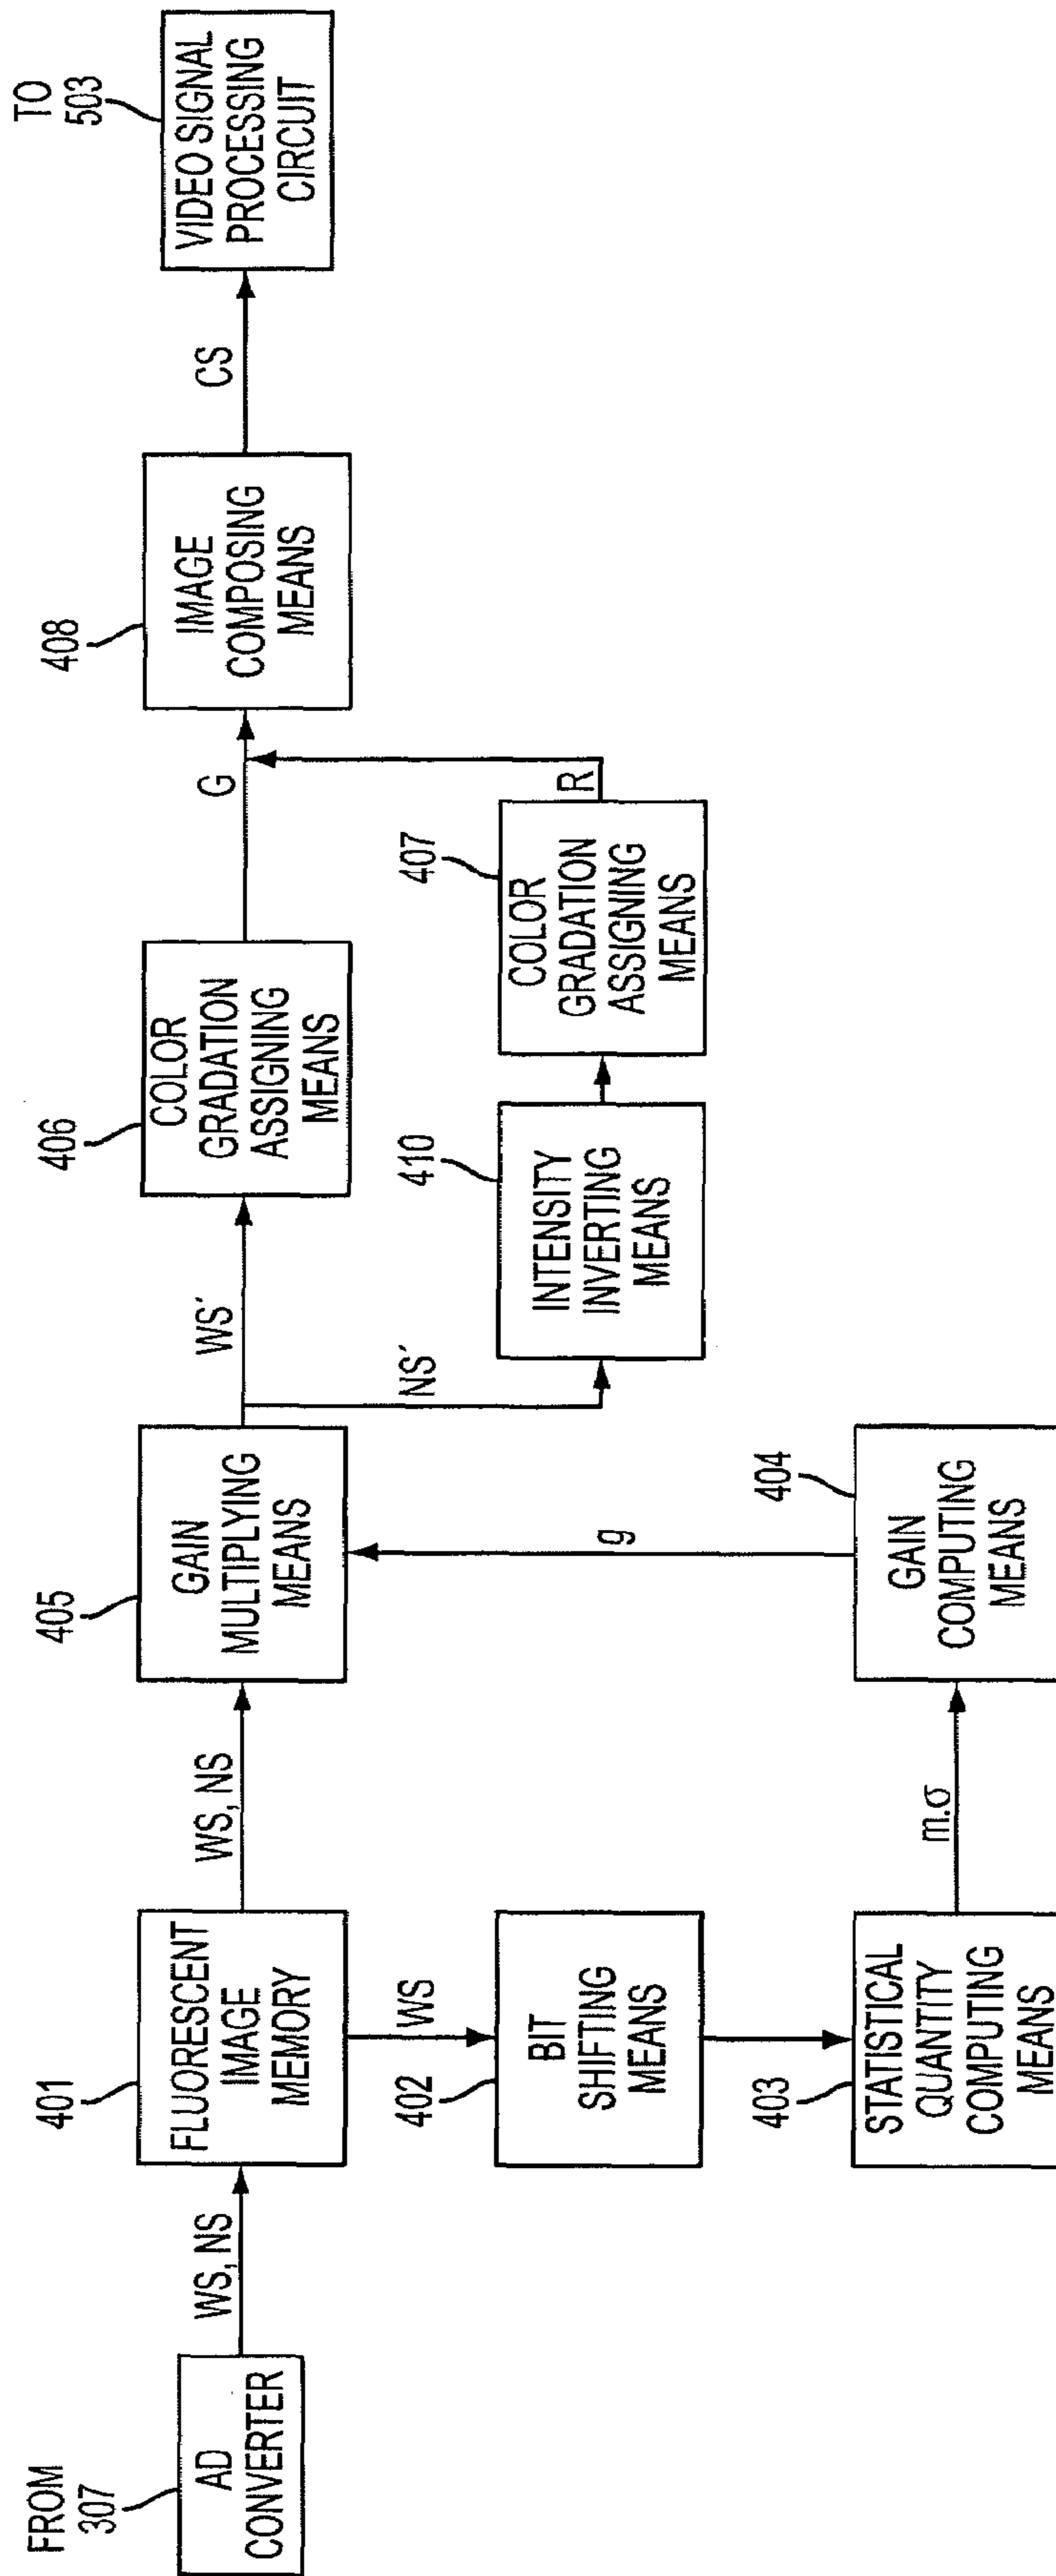 FROM
307
AD
CONVERTER
WS, NS
401
FLUORESCENT
IMAGE
MEMORY
WS
402
BIT
SHIFTING
MEANS
403
STATISTICAL
QUANTITY
COMPUTING
MEANS
m.σ
404
GAIN
COMPUTING
MEANS
g
WS, NS
405
GAIN
MULTIPLYING
MEANS
WS´
NS´
406
COLOR
GRADATION
ASSIGNING
MEANS
G
410
INTENSITY
INVERTING
MEANS
407
COLOR
GRADATION
ASSIGNING
MEANS
R
408
IMAGE
COMPOSING
MEANS
CS
TO
503
VIDEO SIGNAL
PROCESSING
CIRCUIT